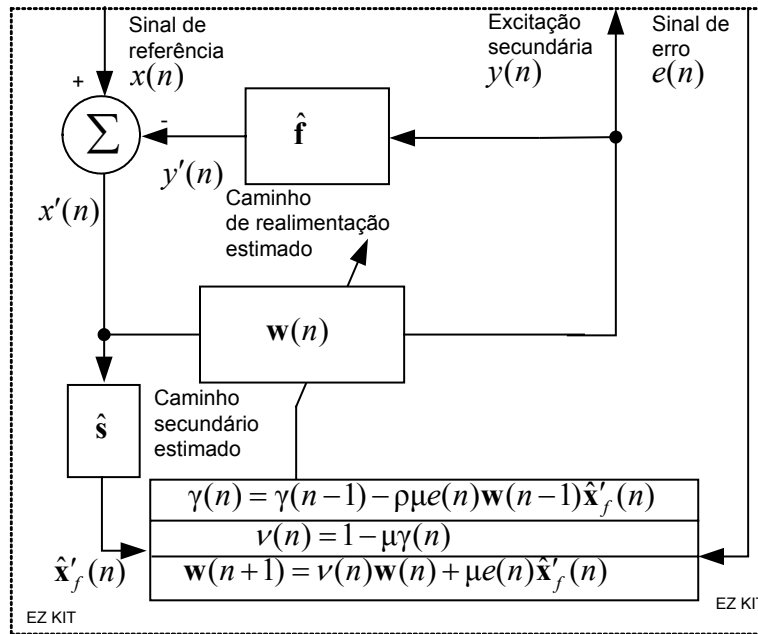 Sinal de
referência
x(n)
Excitação
secundária
y(n)
Sinal de
erro
e(n)
+
Σ
-
f̂
y′(n)
x′(n)
Caminho
de realimentação
estimado
w(n)
ŝ
Caminho
secundário
estimado
γ(n) = γ(n−1) − ρμe(n)w(n−1)x̂′_f(n)
ν(n) = 1 − μγ(n)
w(n+1) = ν(n)w(n) + μe(n)x̂′_f(n)
x̂′_f(n)
EZ KIT
EZ KIT